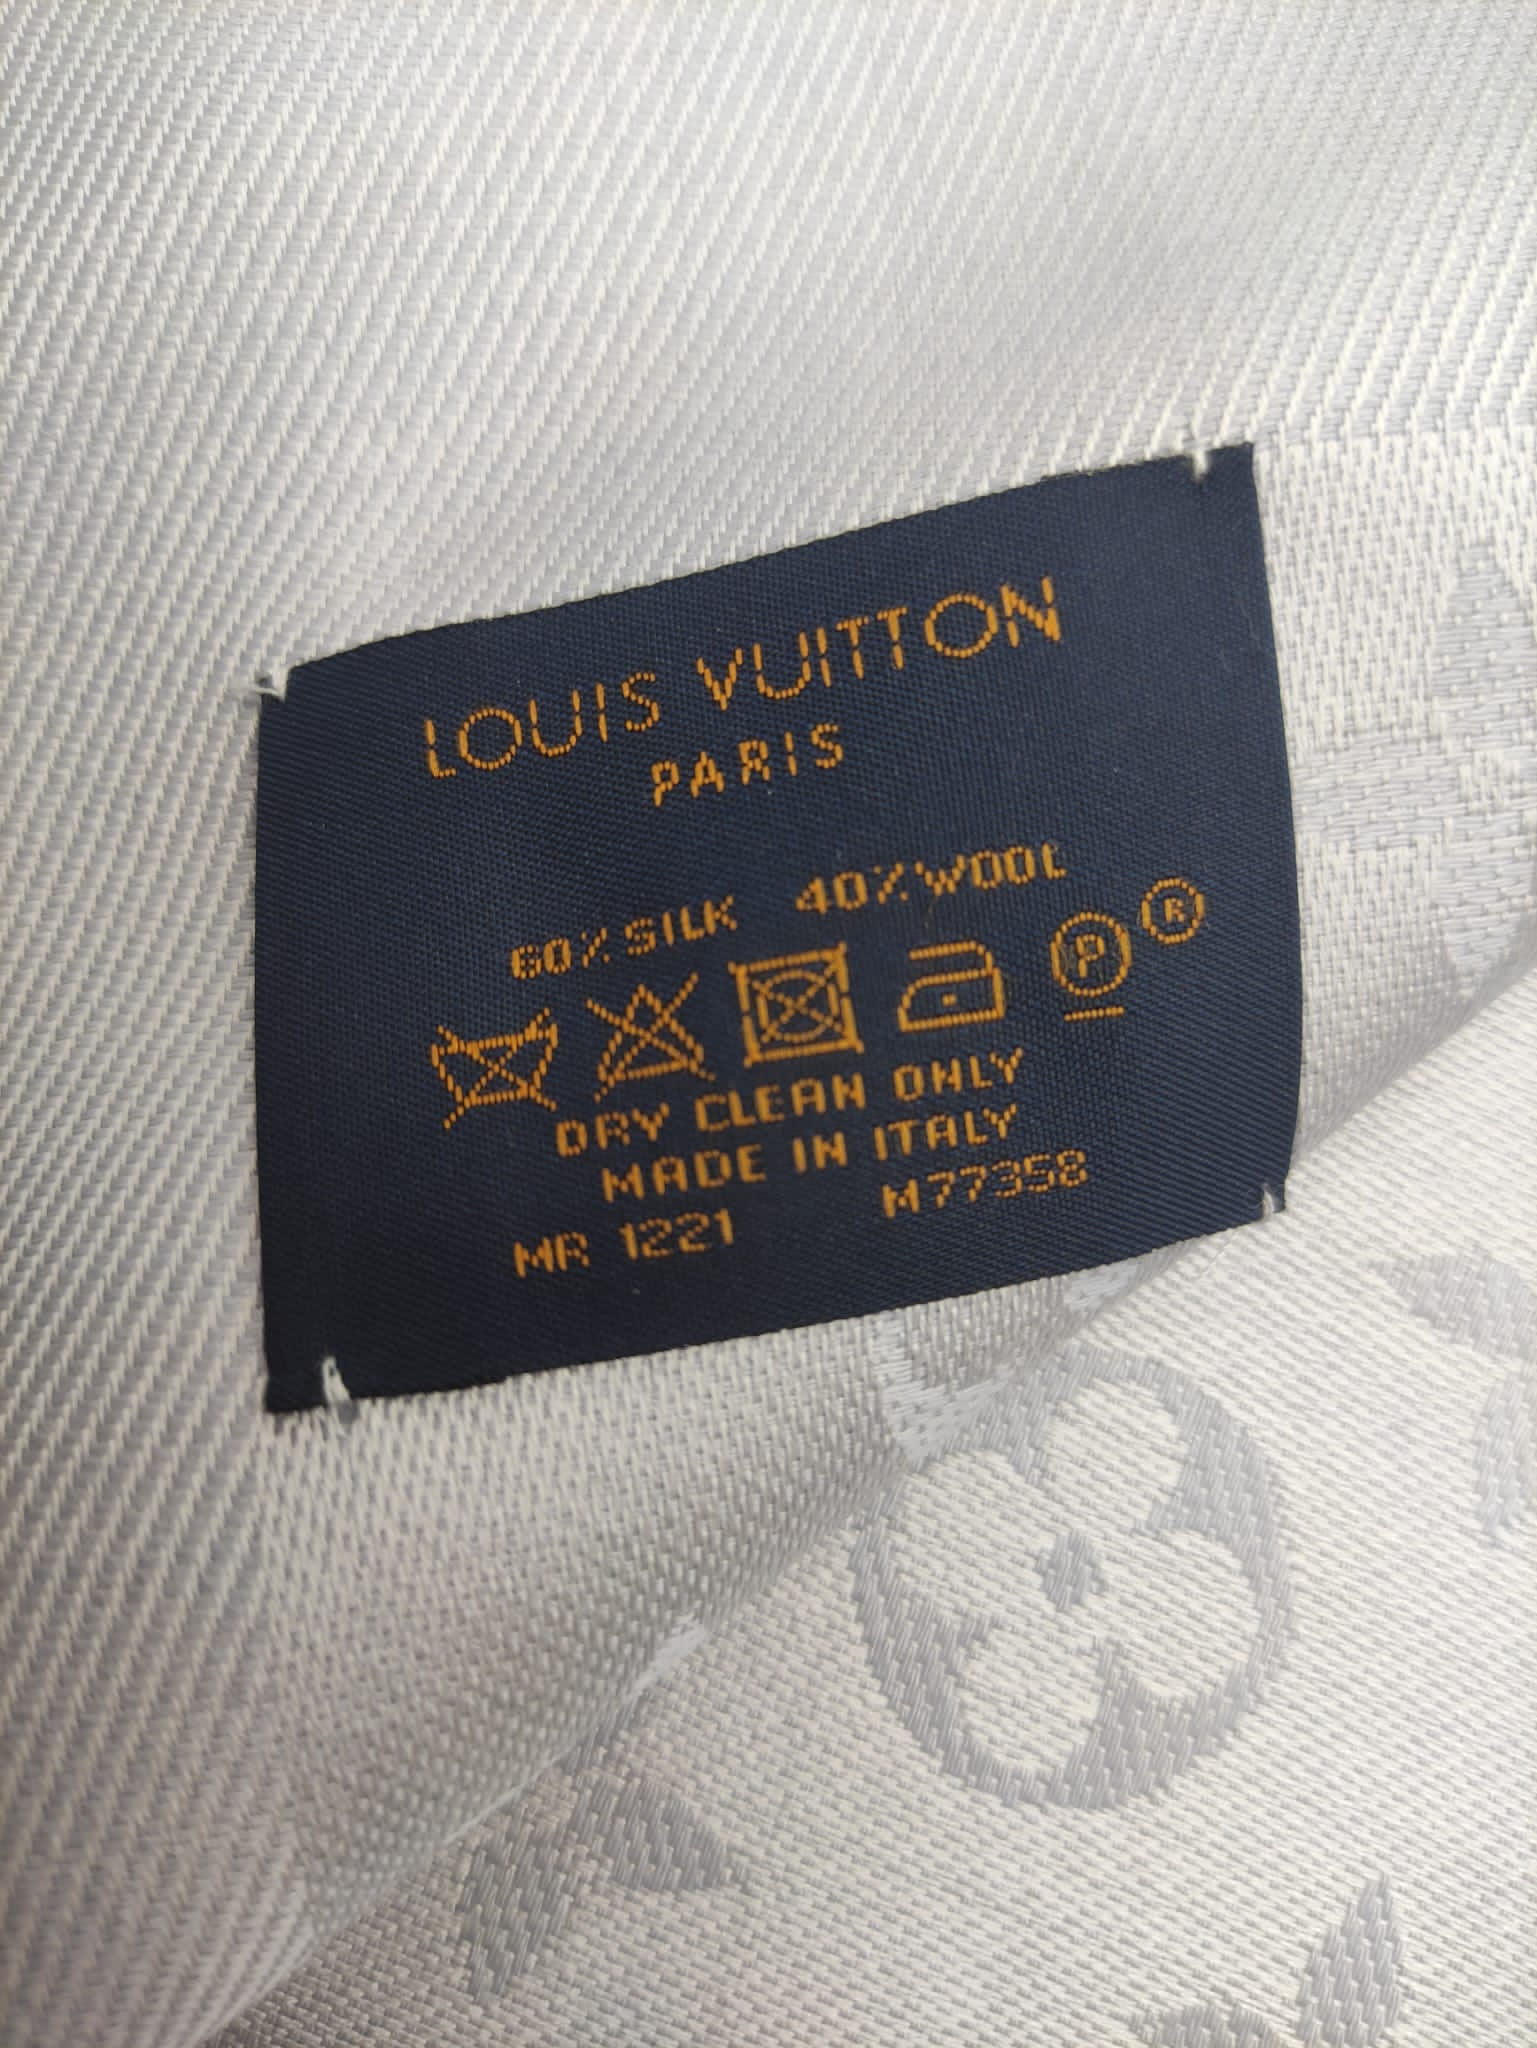 LOUIS VUITTON
PARIS
60% SILK 40% WOOL
P ®
DRY CLEAN ONLY
MADE IN ITALY
MR 1221 M77358